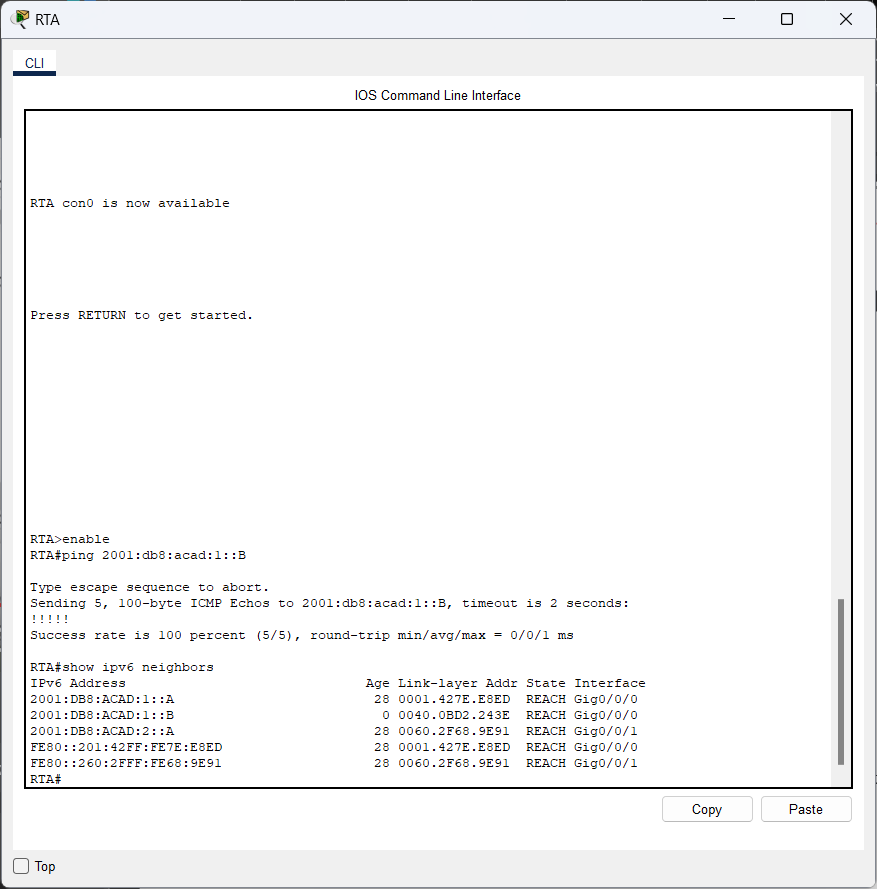 RTA
CLI
IOS Command Line Interface
RTA con0 is now available
Press RETURN to get started.
RTA>enable
RTA#ping 2001:db8:acad:1::B
Type escape sequence to abort.
Sending 5, 100-byte ICMP Echos to 2001:db8:acad:1::B, timeout is 2 seconds:
!!!!!
Success rate is 100 percent (5/5), round-trip min/avg/max = 0/0/1 ms
RTA#show ipv6 neighbors
IPv6 Address Age Link-layer Addr State Interface
2001:DB8:ACAD:1::A 28 0001.427E.E8ED REACH Gig0/0/0
2001:DB8:ACAD:1::B 0 0040.0BD2.243E REACH Gig0/0/0
2001:DB8:ACAD:2::A 28 0060.2F68.9E91 REACH Gig0/0/1
FE80::201:42FF:FE7E:E8ED 28 0001.427E.E8ED REACH Gig0/0/0
FE80::260:2FFF:FE68:9E91 28 0060.2F68.9E91 REACH Gig0/0/1
RTA#
Copy Paste
Top